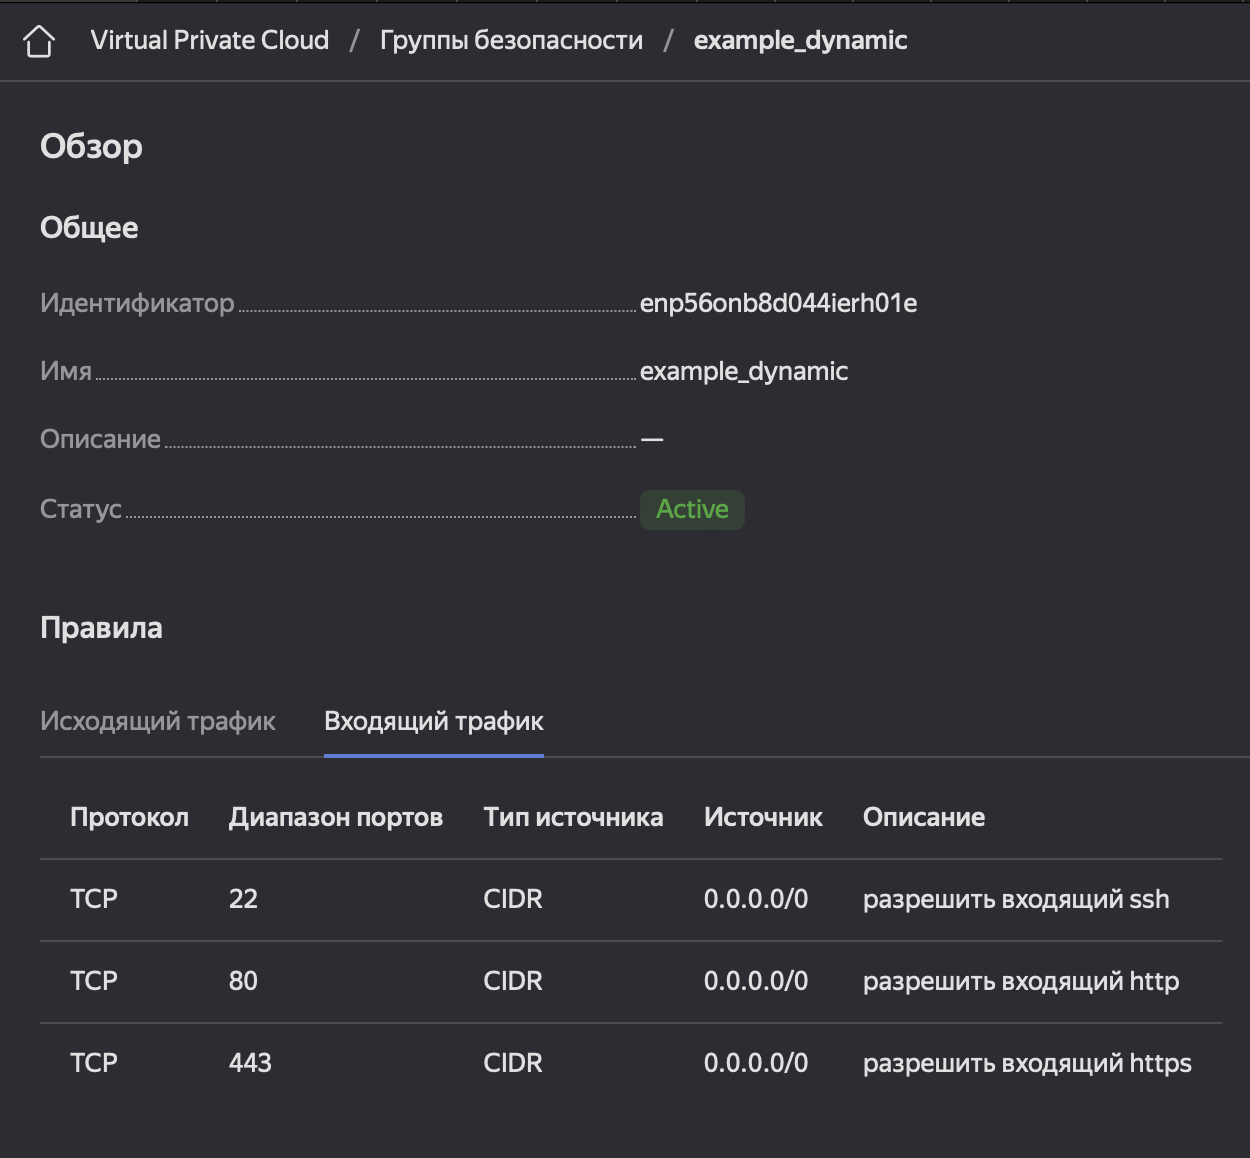 Virtual Private Cloud / Группы безопасности / example_dynamic
Обзор
Общее
Идентификатор enp56onb8d044ierh01e
Имя example_dynamic
Описание —
Статус Active
Правила
Исходящий трафик Входящий трафик
Протокол Диапазон портов Тип источника Источник Описание
TCP 22 CIDR 0.0.0.0/0 разрешить входящий ssh
TCP 80 CIDR 0.0.0.0/0 разрешить входящий http
TCP 443 CIDR 0.0.0.0/0 разрешить входящий https